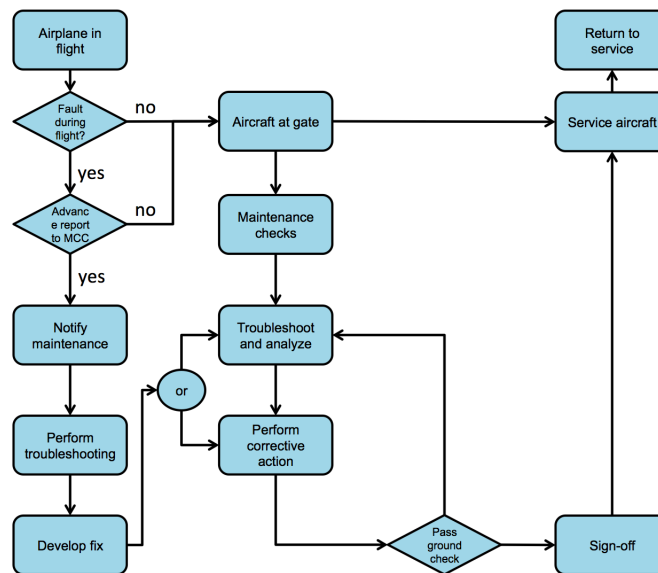 Airplane in
flight
Return to
service
Fault
during
flight?
no
Aircraft at gate
Service aircraft
yes
Advanc
e report
to MCC
no
Maintenance
checks
yes
Notify
maintenance
Troubleshoot
and analyze
or
Perform
troubleshooting
Perform
corrective
action
Develop fix
Pass
ground
check
Sign-off